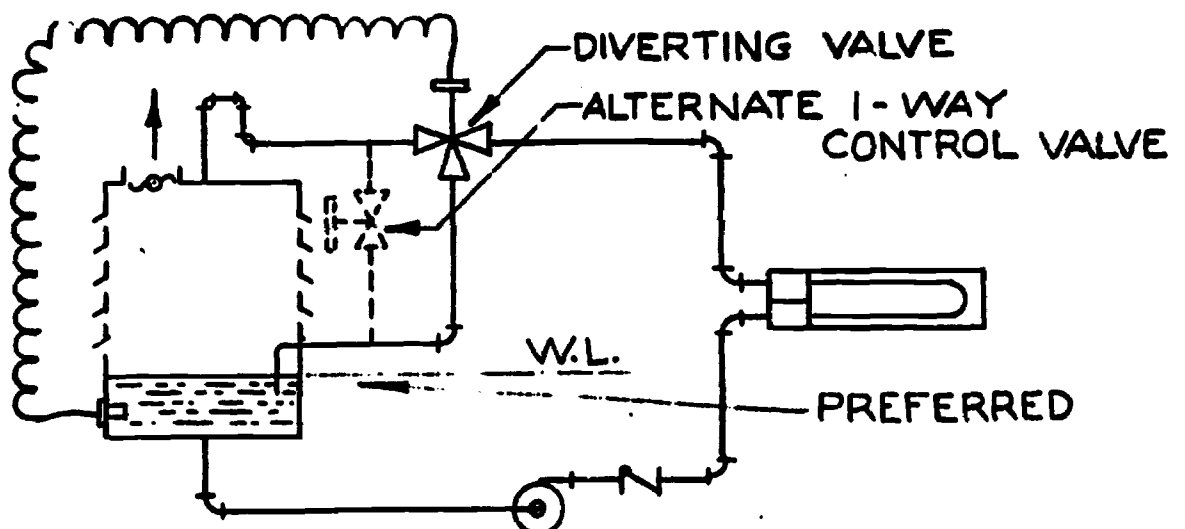 DIVERTING VALVE
ALTERNATE 1-WAY
CONTROL VALVE
W.L.
PREFERRED